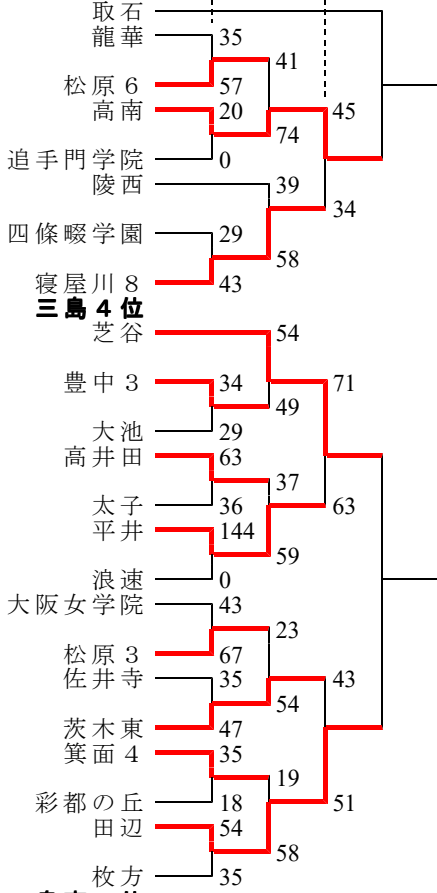 取石
龍華
35
41
松原６
57
高南
20
45
74
追手門学院
0
陵西
39
34
四條畷学園
29
58
寝屋川８
43
三島４位
芝谷
54
豊中３
34
71
49
大池
29
高井田
63
37
太子
36
63
平井
144
59
浪速
0
大阪女学院
43
23
松原３
67
佐井寺
35
43
54
茨木東
47
箕面４
35
19
彩都の丘
18
51
田辺
54
58
枚方
35